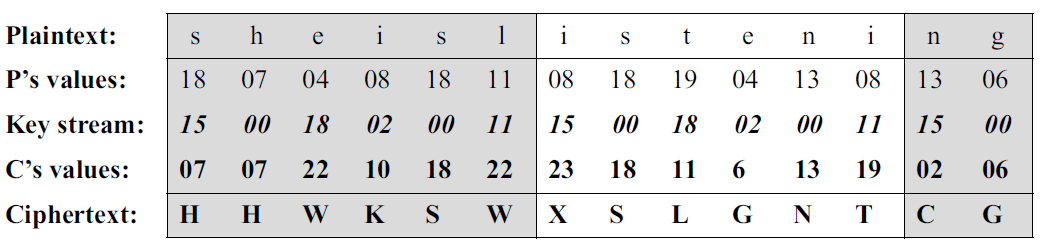 Plaintext: s h e i s l i s t e n i n g
P's values: 18 07 04 08 18 11 08 18 19 04 13 08 13 06
Key stream: 15 00 18 02 00 11 15 00 18 02 00 11 15 00
C's values: 07 07 22 10 18 22 23 18 11 6 13 19 02 06
Ciphertext: H H W K S W X S L G N T C G